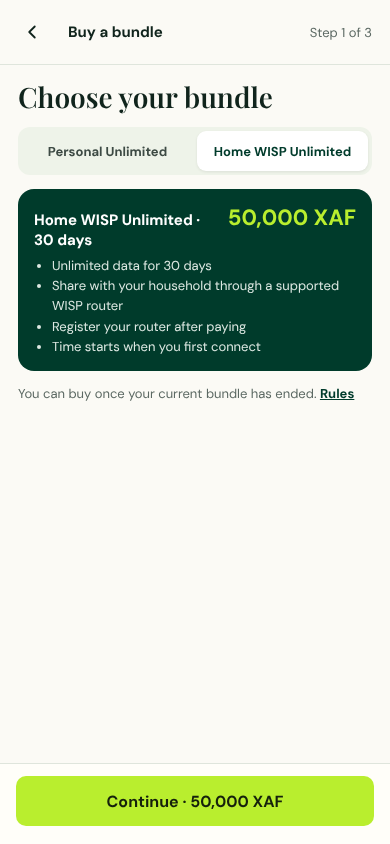 Buy a bundle
Step 1 of 3
Choose your bundle
Personal Unlimited
Home WISP Unlimited
Home WISP Unlimited ·
30 days
50,000 XAF
• Unlimited data for 30 days
• Share with your household through a supported
WISP router
• Register your router after paying
• Time starts when you first connect
You can buy once your current bundle has ended. Rules
Continue · 50,000 XAF